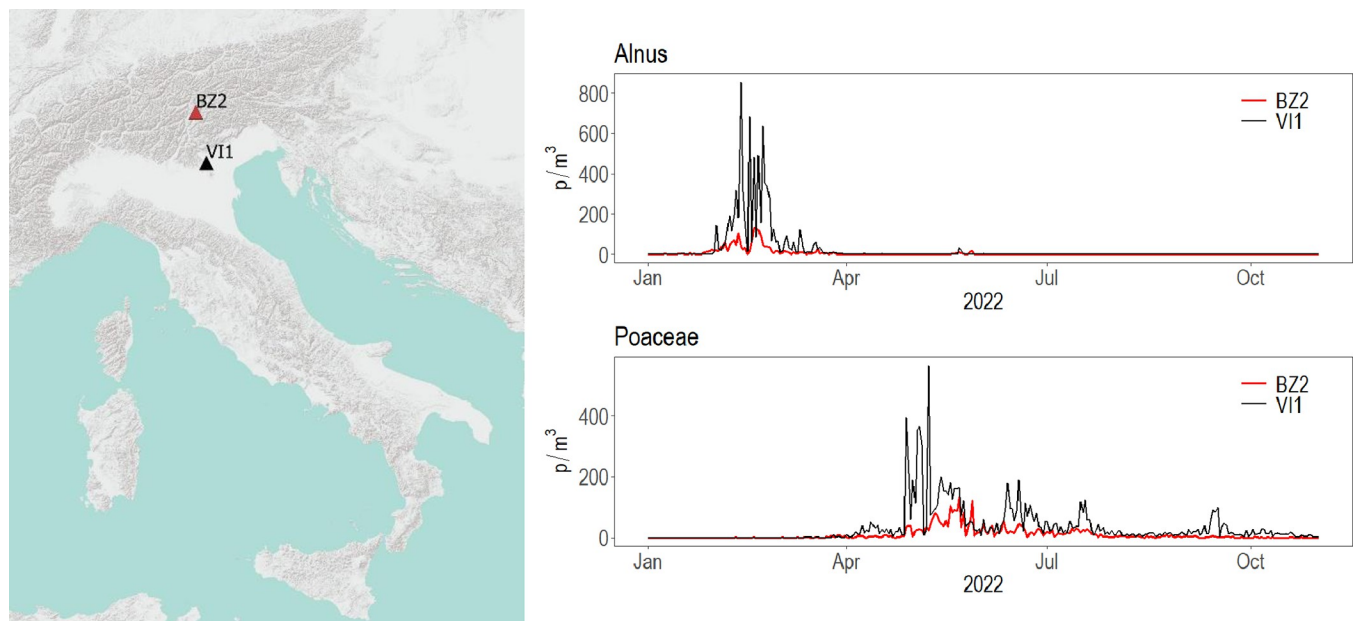 BZ2
VI1
Alnus
800
600
400
200
0
p/m³
BZ2
VI1
Jan
Apr
Jul
Oct
2022
Poaceae
400
200
0
p/m³
BZ2
VI1
Jan
Apr
Jul
Oct
2022